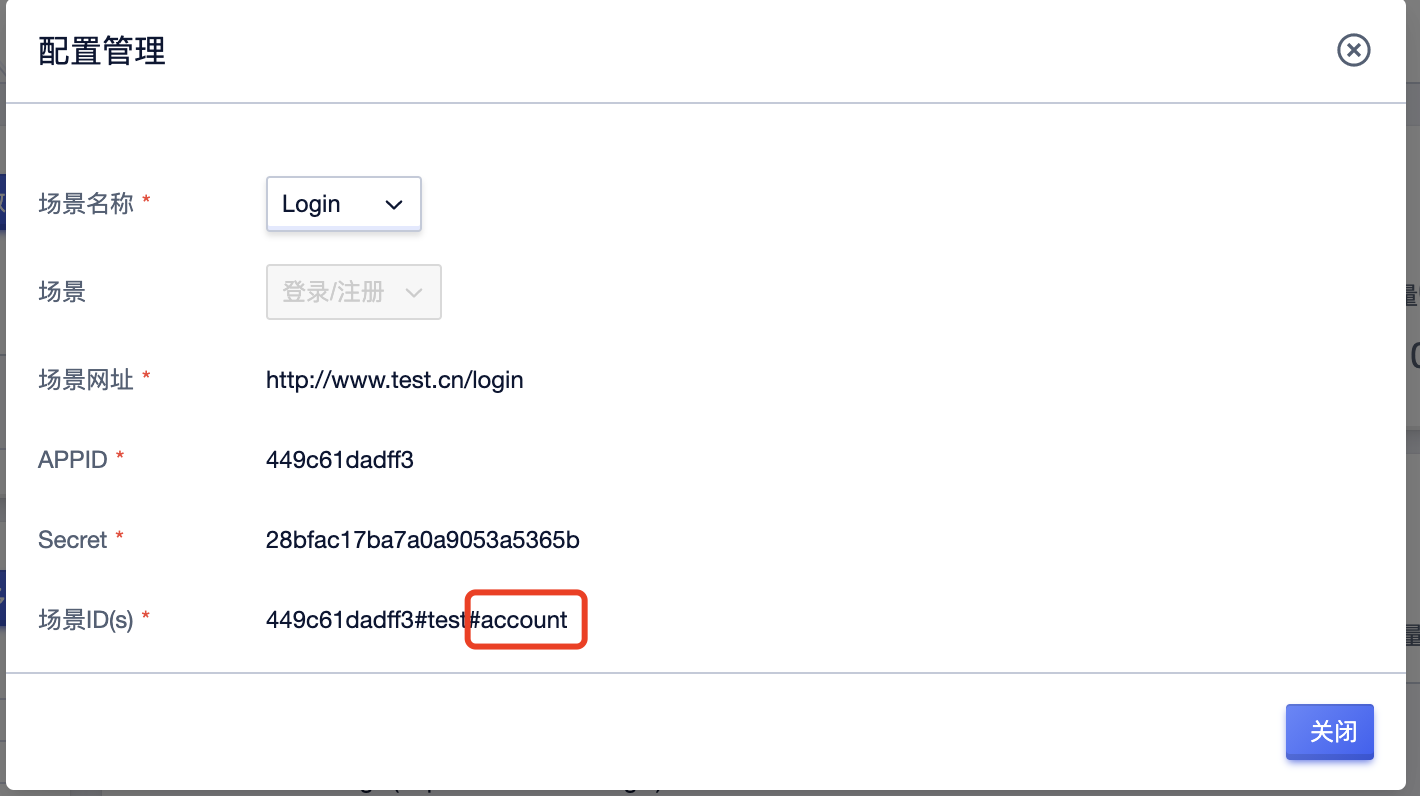 配置管理
场景名称 * Login
场景 登录/注册
场景网址 * http://www.test.cn/login
APPID * 449c61dadff3
Secret * 28bfac17ba7a0a9053a5365b
场景ID(s) * 449c61dadff3#test#account
关闭